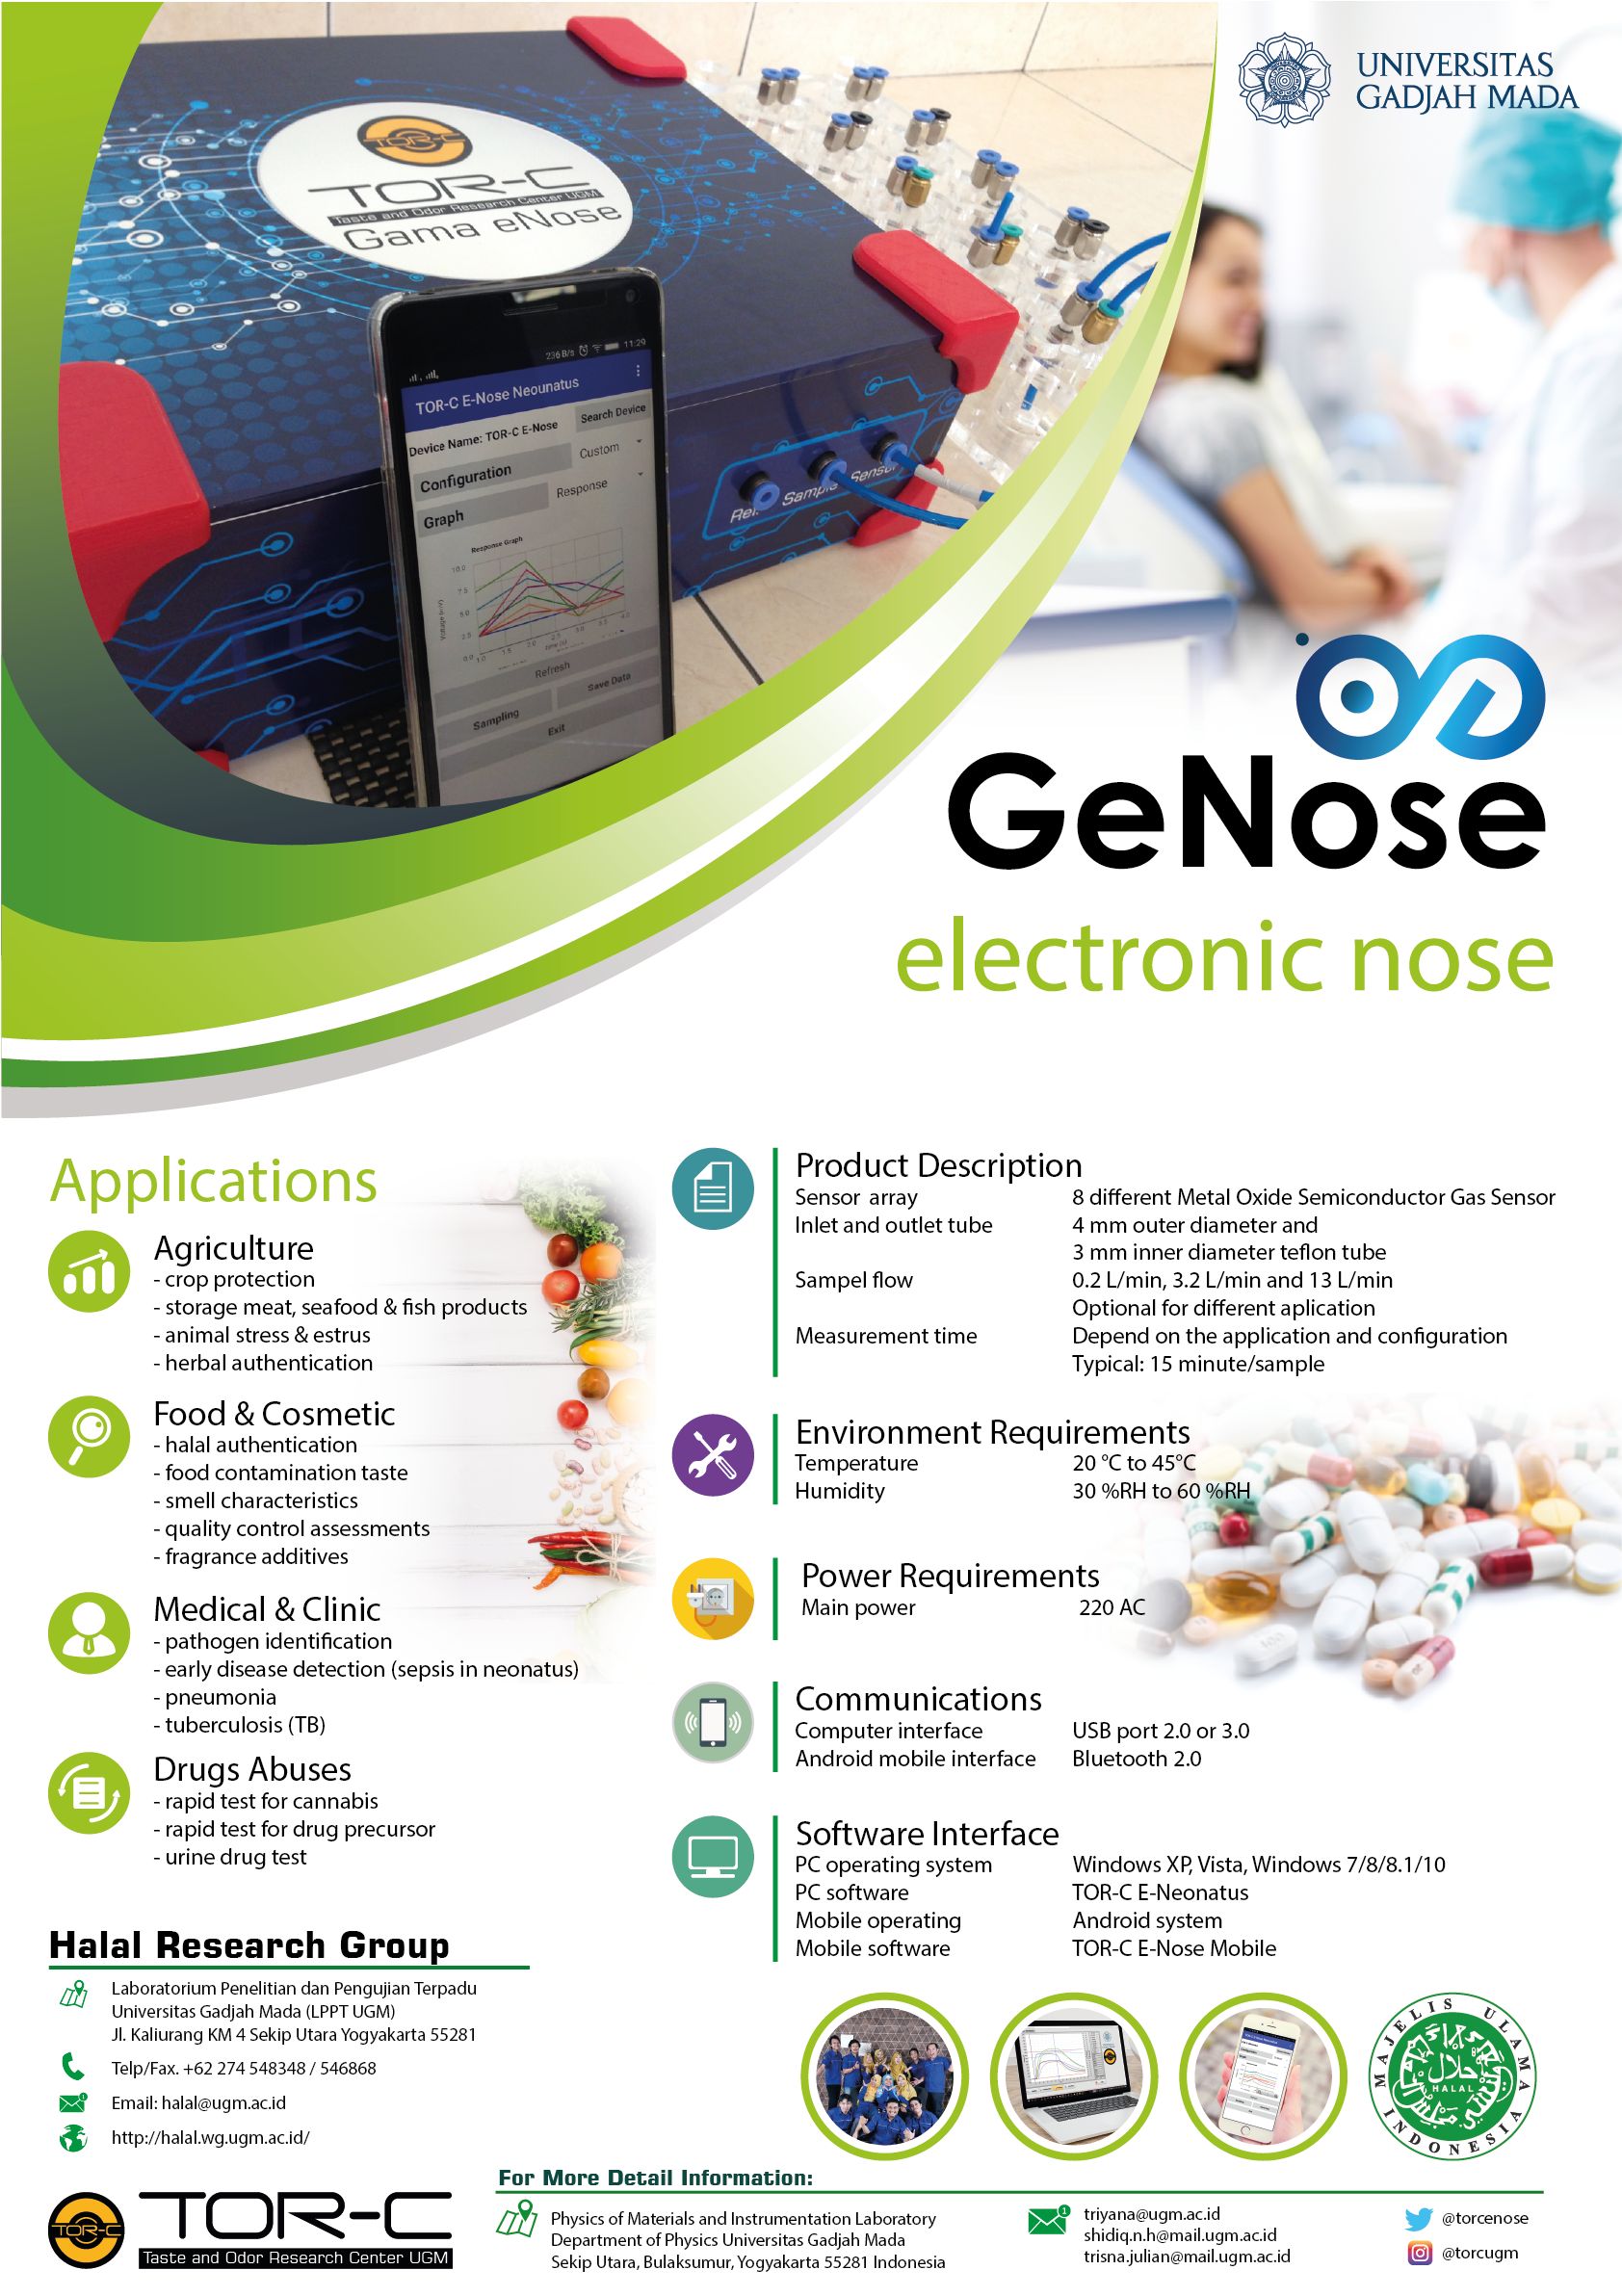 UNIVERSITAS
GADJAH MADA
TOR-C
TOR-C
Taste and Odor Research Center UGM
Gama eNose
236 B/s 11:29
TOR-C E-Nose Neounatus
Device Name: TOR-C E-Nose
Search Device
Configuration
Custom
Graph
Response
Response Graph
Refresh
Sampling
Save Data
Exit
GeNose
electronic nose
Applications
Agriculture
- crop protection
- storage meat, seafood & fish products
- animal stress & estrus
- herbal authentication
Food & Cosmetic
- halal authentication
- food contamination taste
- smell characteristics
- quality control assessments
- fragrance additives
Medical & Clinic
- pathogen identification
- early disease detection (sepsis in neonatus)
- pneumonia
- tuberculosis (TB)
Drugs Abuses
- rapid test for cannabis
- rapid test for drug precursor
- urine drug test
Product Description
Sensor array 8 different Metal Oxide Semiconductor Gas Sensor
Inlet and outlet tube 4 mm outer diameter and
3 mm inner diameter teflon tube
Sampel flow 0.2 L/min, 3.2 L/min and 13 L/min
Optional for different aplication
Measurement time Depend on the application and configuration
Typical: 15 minute/sample
Environment Requirements
Temperature 20 °C to 45°C
Humidity 30 %RH to 60 %RH
Power Requirements
Main power 220 AC
Communications
Computer interface USB port 2.0 or 3.0
Android mobile interface Bluetooth 2.0
Software Interface
PC operating system Windows XP, Vista, Windows 7/8/8.1/10
PC software TOR-C E-Neonatus
Mobile operating Android system
Mobile software TOR-C E-Nose Mobile
Halal Research Group
Laboratorium Penelitian dan Pengujian Terpadu
Universitas Gadjah Mada (LPPT UGM)
Jl. Kaliurang KM 4 Sekip Utara Yogyakarta 55281
Telp/Fax. +62 274 548348 / 546868
Email: halal@ugm.ac.id
http://halal.wg.ugm.ac.id/
MAJELIS ULAMA INDONESIA
حلال
HALAL
TOR-C
TOR-C
Taste and Odor Research Center UGM
For More Detail Information:
Physics of Materials and Instrumentation Laboratory
Department of Physics Universitas Gadjah Mada
Sekip Utara, Bulaksumur, Yogyakarta 55281 Indonesia
triyana@ugm.ac.id
shidiq.n.h@mail.ugm.ac.id
trisna.julian@mail.ugm.ac.id
@torcenose
@torcugm